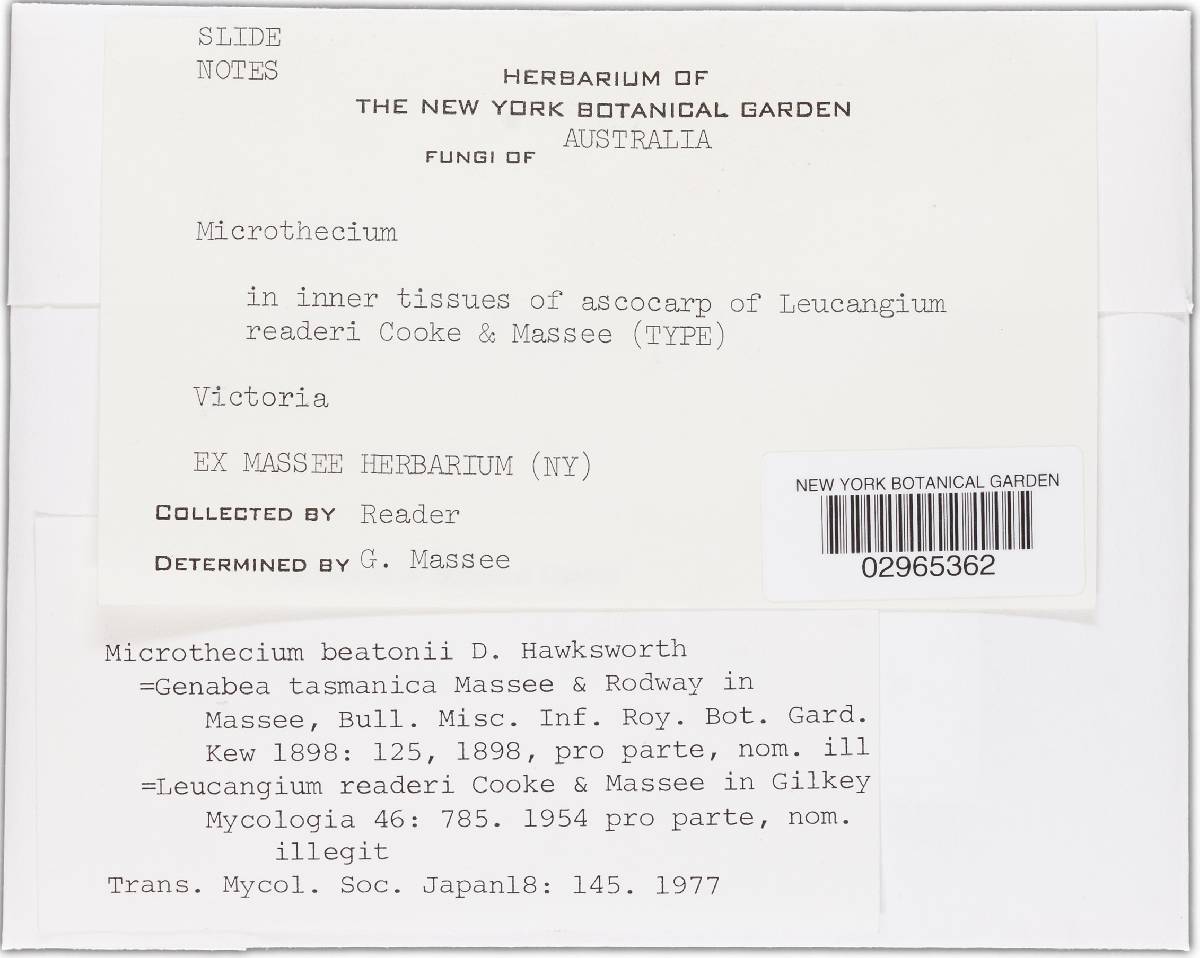 SLIDE
NOTES
HERBARIUM OF
THE NEW YORK BOTANICAL GARDEN
AUSTRALIA
FUNGI OF
Microthecium
in inner tissues of ascocarp of Leucangium
readeri Cooke & Massee (TYPE)
Victoria
EX MASSEE HERBARIUM (NY)
COLLECTED BY Reader
DETERMINED BY G. Massee
NEW YORK BOTANICAL GARDEN
02965362
Microthecium beatonii D. Hawksworth
=Genabea tasmanica Massee & Rodway in
Massee, Bull. Misc. Inf. Roy. Bot. Gard.
Kew 1898: 125, 1898, pro parte, nom. ill
=Leucangium readeri Cooke & Massee in Gilkey
Mycologia 46: 785. 1954 pro parte, nom.
illegit
Trans. Mycol. Soc. Japan18: 145. 1977